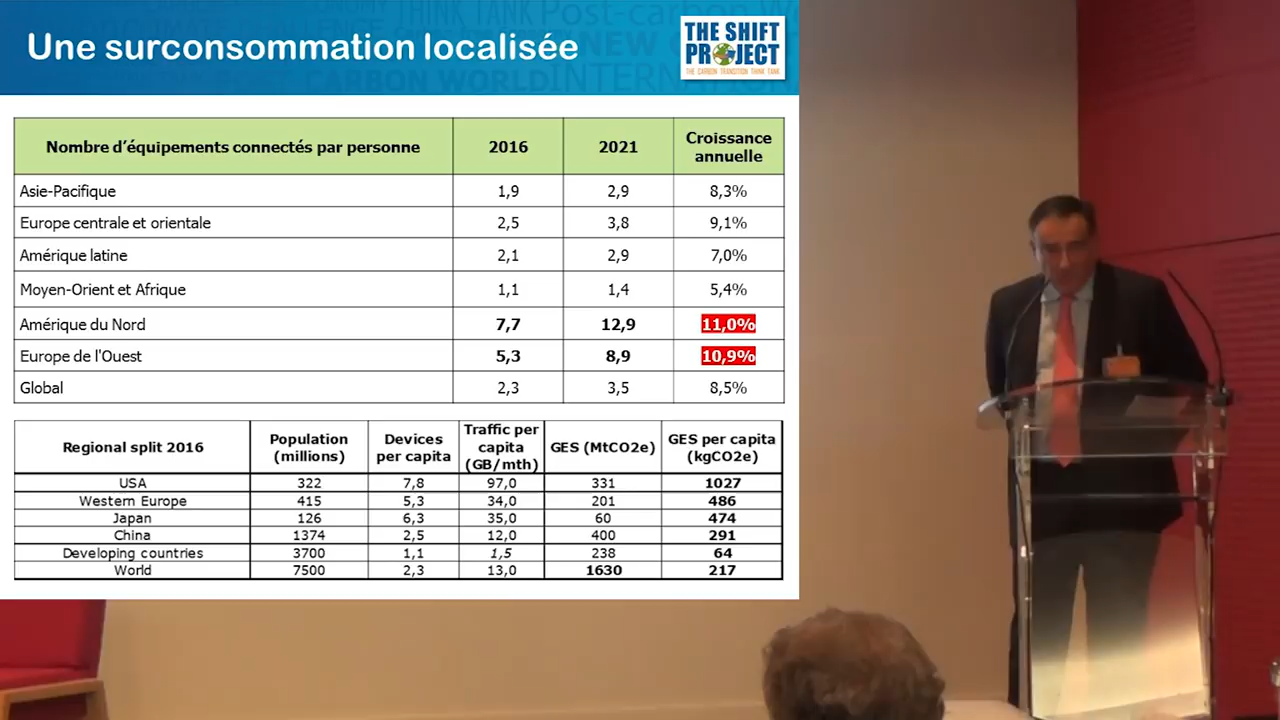 Une surconsommation localisée
THE SHIFT
PROJECT
THE CARBON TRANSITION THINK TANK
Nombre d'équipements connectés par personne 2016 2021 Croissance annuelle
Asie-Pacifique 1,9 2,9 8,3%
Europe centrale et orientale 2,5 3,8 9,1%
Amérique latine 2,1 2,9 7,0%
Moyen-Orient et Afrique 1,1 1,4 5,4%
Amérique du Nord 7,7 12,9 11,0%
Europe de l'Ouest 5,3 8,9 10,9%
Global 2,3 3,5 8,5%
Regional split 2016 Population (millions) Devices per capita Traffic per capita (GB/mth) GES (MtCO2e) GES per capita (kgCO2e)
USA 322 7,8 97,0 331 1027
Western Europe 415 5,3 34,0 201 486
Japan 126 6,3 35,0 60 474
China 1374 2,5 12,0 400 291
Developing countries 3700 1,1 1,5 238 64
World 7500 2,3 13,0 1630 217